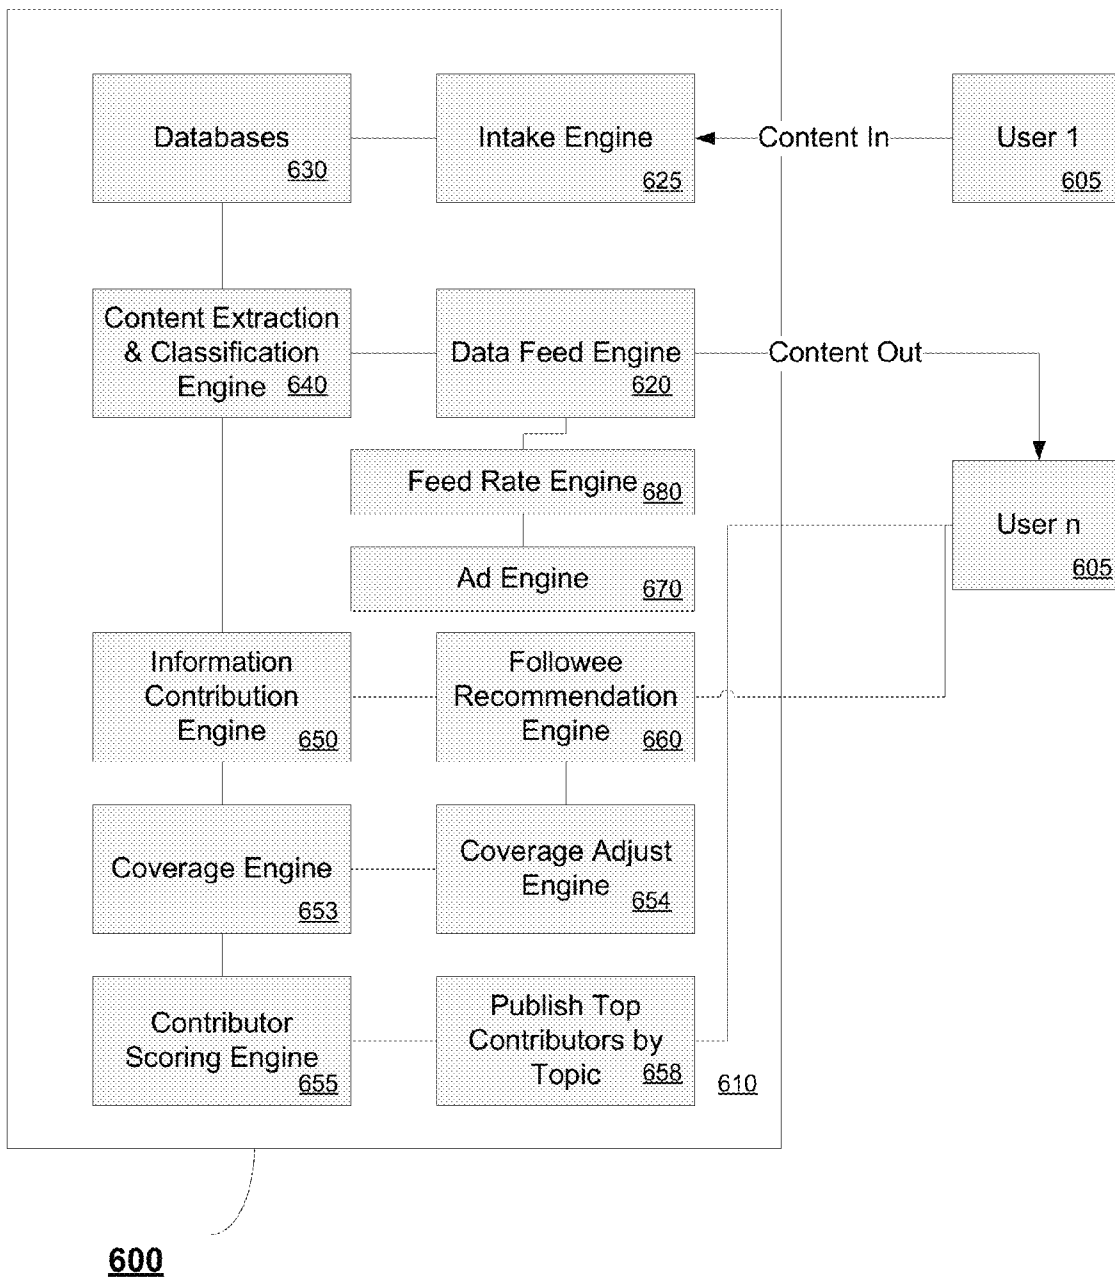 Databases
630
Intake Engine
625
Content In
User 1
605
Content Extraction
& Classification
Engine
640
Data Feed Engine
620
Content Out
Feed Rate Engine
680
User n
605
Ad Engine
670
Information
Contribution
Engine
650
Followee
Recommendation
Engine
660
Coverage Engine
653
Coverage Adjust
Engine
654
Contributor
Scoring Engine
655
Publish Top
Contributors by
Topic
658
610
600